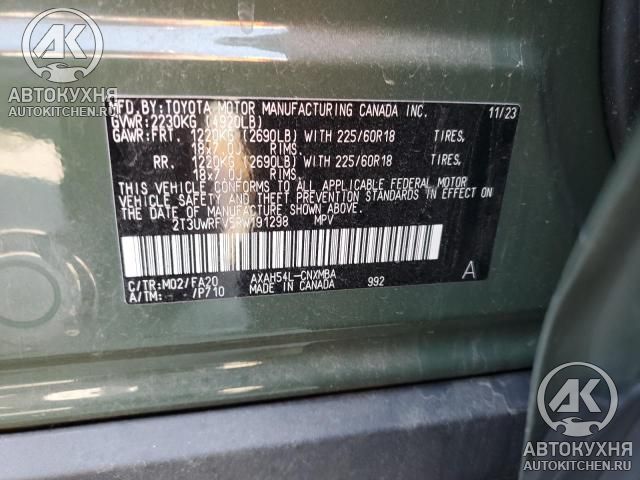 AK
АВТОКУХНЯ
AUTOKITCHEN.RU
MFD.BY:TOYOTA MOTOR MANUFACTURING CANADA INC. 11/23
GVWR:2230KG (4920LB)
GAWR:FRT. 1220KG (2690LB) WITH 225/60R18 TIRES,
18x7.0J RIMS
RR. 1220KG (2690LB) WITH 225/60R18 TIRES,
18x7.0J RIMS
THIS VEHICLE CONFORMS TO ALL APPLICABLE FEDERAL MOTOR
VEHICLE SAFETY AND THEFT PREVENTION STANDARDS IN EFFECT ON
THE DATE OF MANUFACTURE SHOWN ABOVE.
2T3UWRFV5RW191298 MPV
C/TR:M02/FA20 AXAH54L-CNXMBA
A/TM: -/P710 MADE IN CANADA 992 A
AK
АВТОКУХНЯ
AUTOKITCHEN.RU